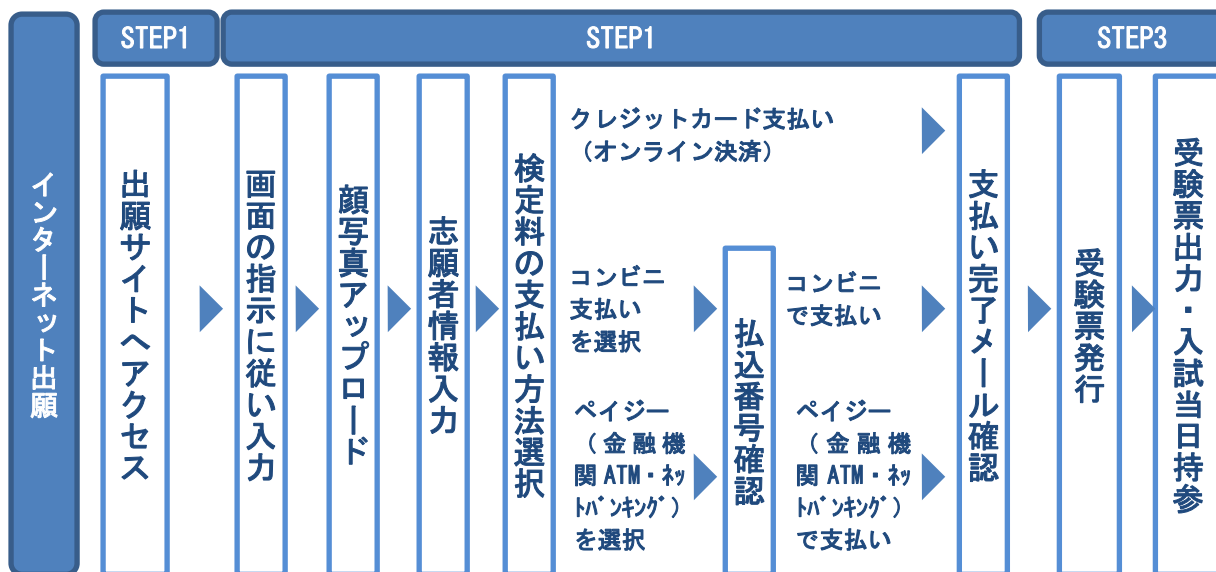 インターネット出願
STEP1
STEP1
STEP3
出願サイトへアクセス
画面の指示に従い入力
顔写真アップロード
志願者情報入力
検定料の支払い方法選択
クレジットカード支払い
（オンライン決済）
コンビニ
支払い
を選択
ペイジー
（金融機
関 ATM・ネッ
トバンキング）
を選択
払込番号確認
コンビニ
で支払い
ペイジー
（金融機
関 ATM・ネッ
トバンキング）
で支払い
支払い完了メール確認
受験票発行
受験票出力・入試当日持参